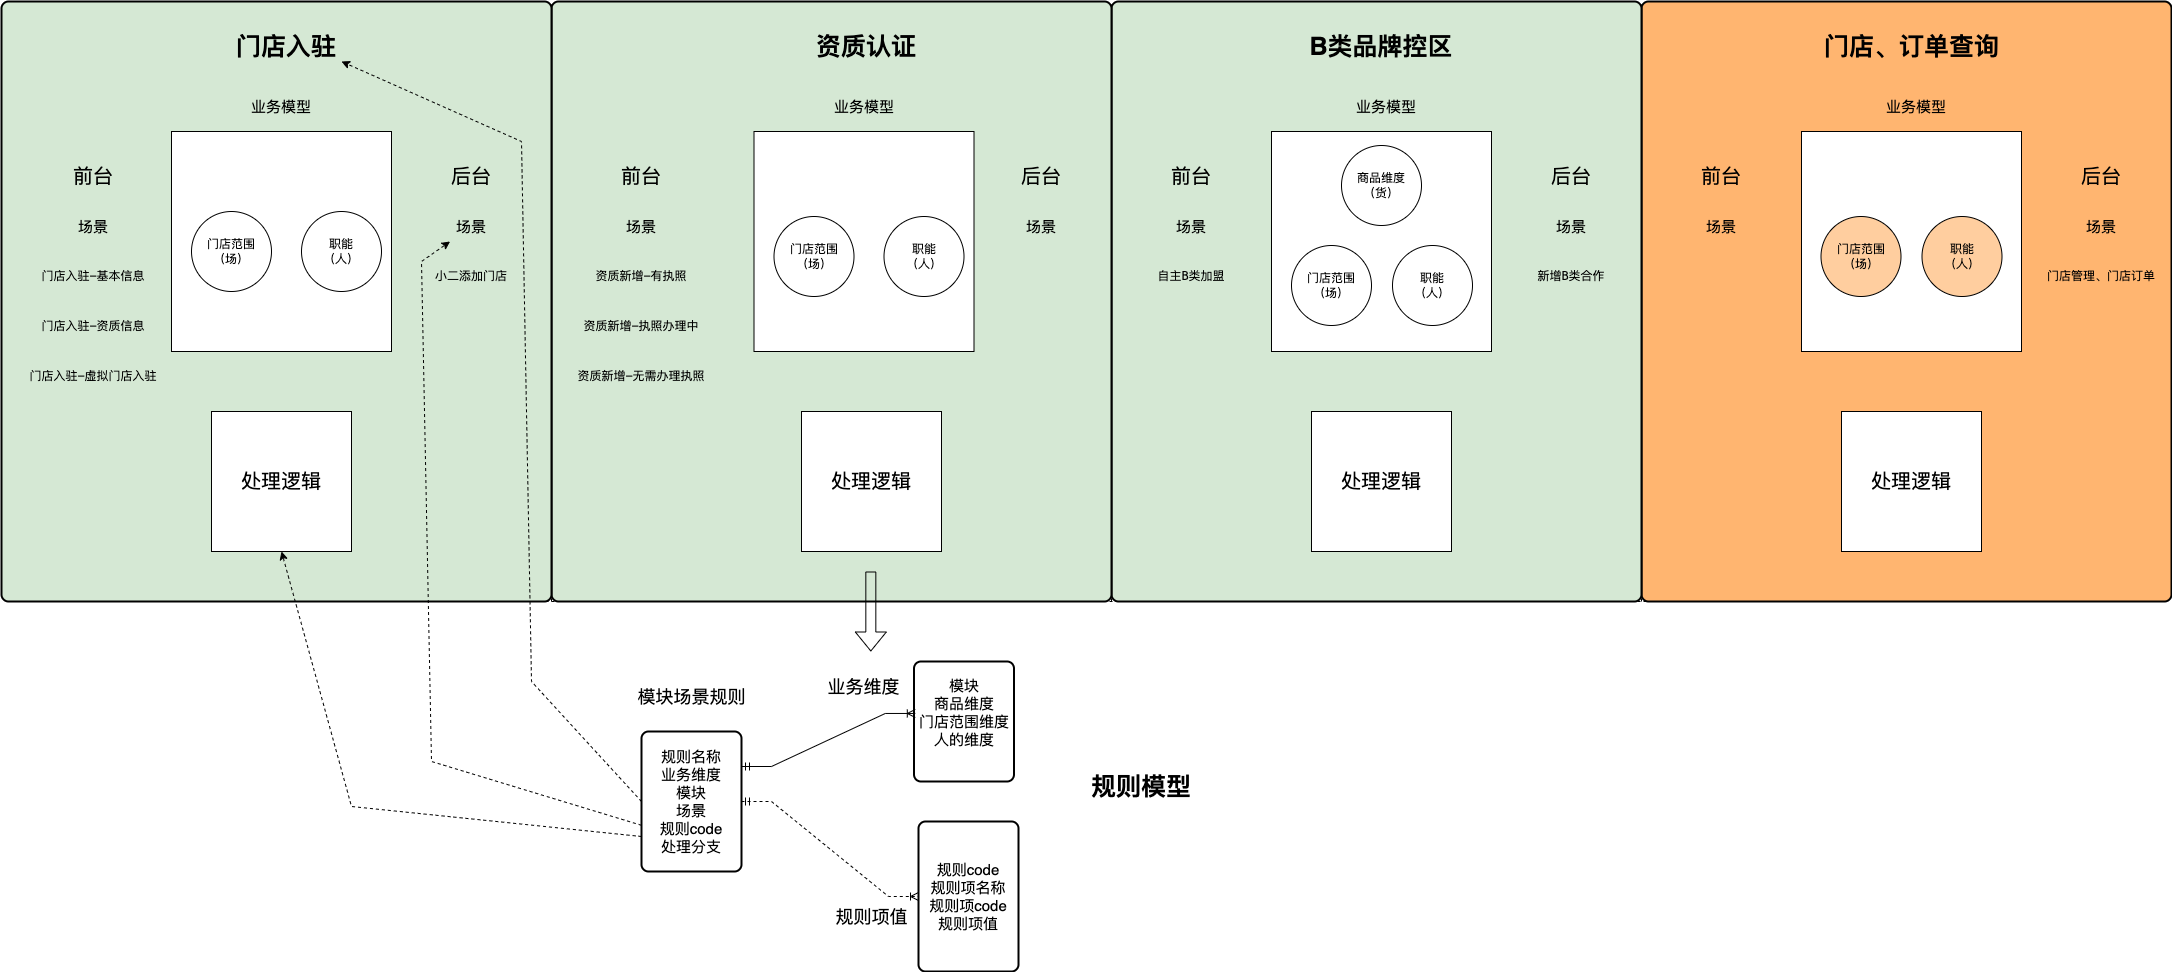 门店入驻
业务模型
前台
后台
场景
场景
门店范围
(场)
职能
(人)
门店入驻-基本信息
小二添加门店
门店入驻-资质信息
门店入驻-虚拟门店入驻
处理逻辑
资质认证
业务模型
前台
后台
场景
场景
门店范围
(场)
职能
(人)
资质新增-有执照
资质新增-执照办理中
资质新增-无需办理执照
处理逻辑
B类品牌控区
业务模型
前台
后台
商品维度
(货)
场景
场景
门店范围
(场)
职能
(人)
自主B类加盟
新增B类合作
处理逻辑
门店、订单查询
业务模型
前台
后台
场景
场景
门店范围
(场)
职能
(人)
门店管理、门店订单
处理逻辑
模块场景规则
规则名称
业务维度
模块
场景
规则code
处理分支
业务维度
模块
商品维度
门店范围维度
人的维度
规则模型
规则项值
规则code
规则项名称
规则项code
规则项值